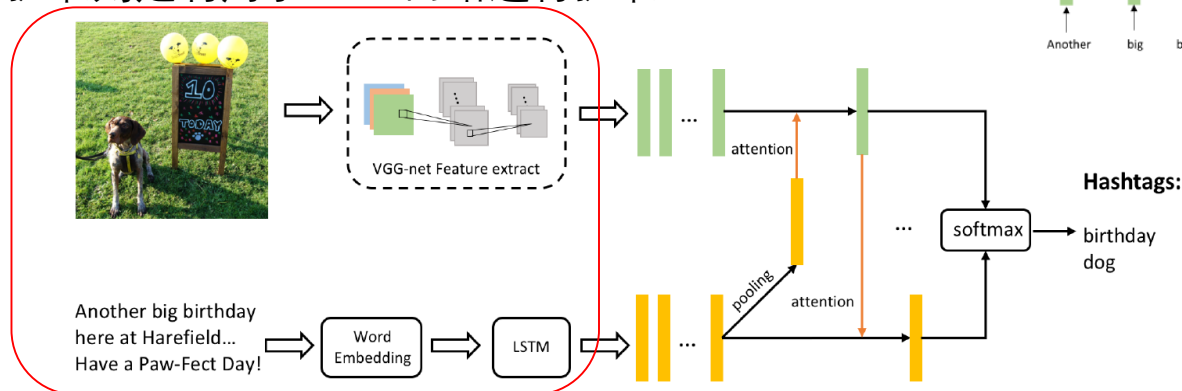 Another big
10
TODAY
VGG-net Feature extract
...
attention
Hashtags:
...
softmax
birthday
dog
pooling
attention
Another big birthday
here at Harefield...
Have a Paw-Fect Day!
Word
Embedding
LSTM
...